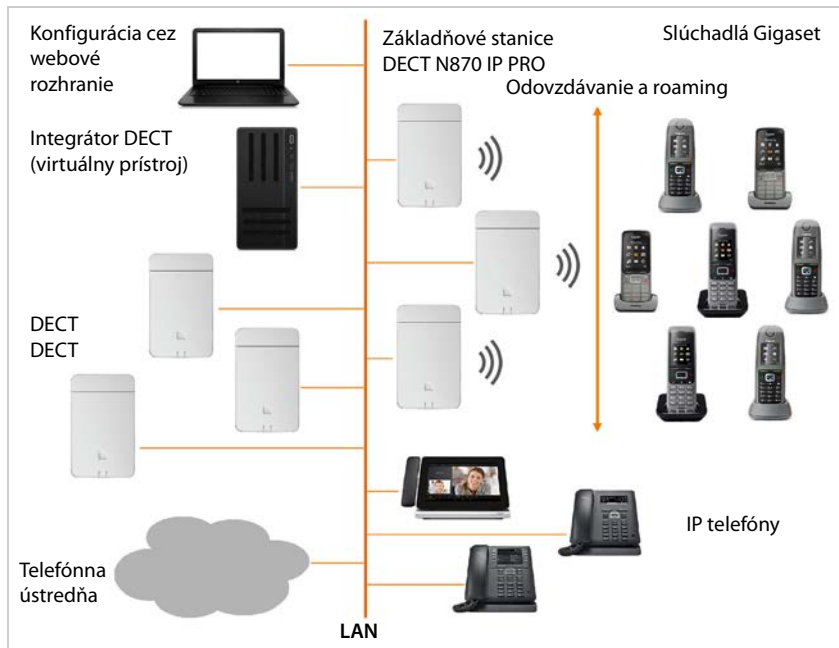 Konfigurácia cez
webové
rozhranie
Základňové stanice
DECT N870 IP PRO
Slúchadlá Gigaset
Odovzdávanie a roaming
Integrátor DECT
(virtuálny prístroj)
DECT
DECT
IP telefóny
Telefónna
ústredňa
LAN